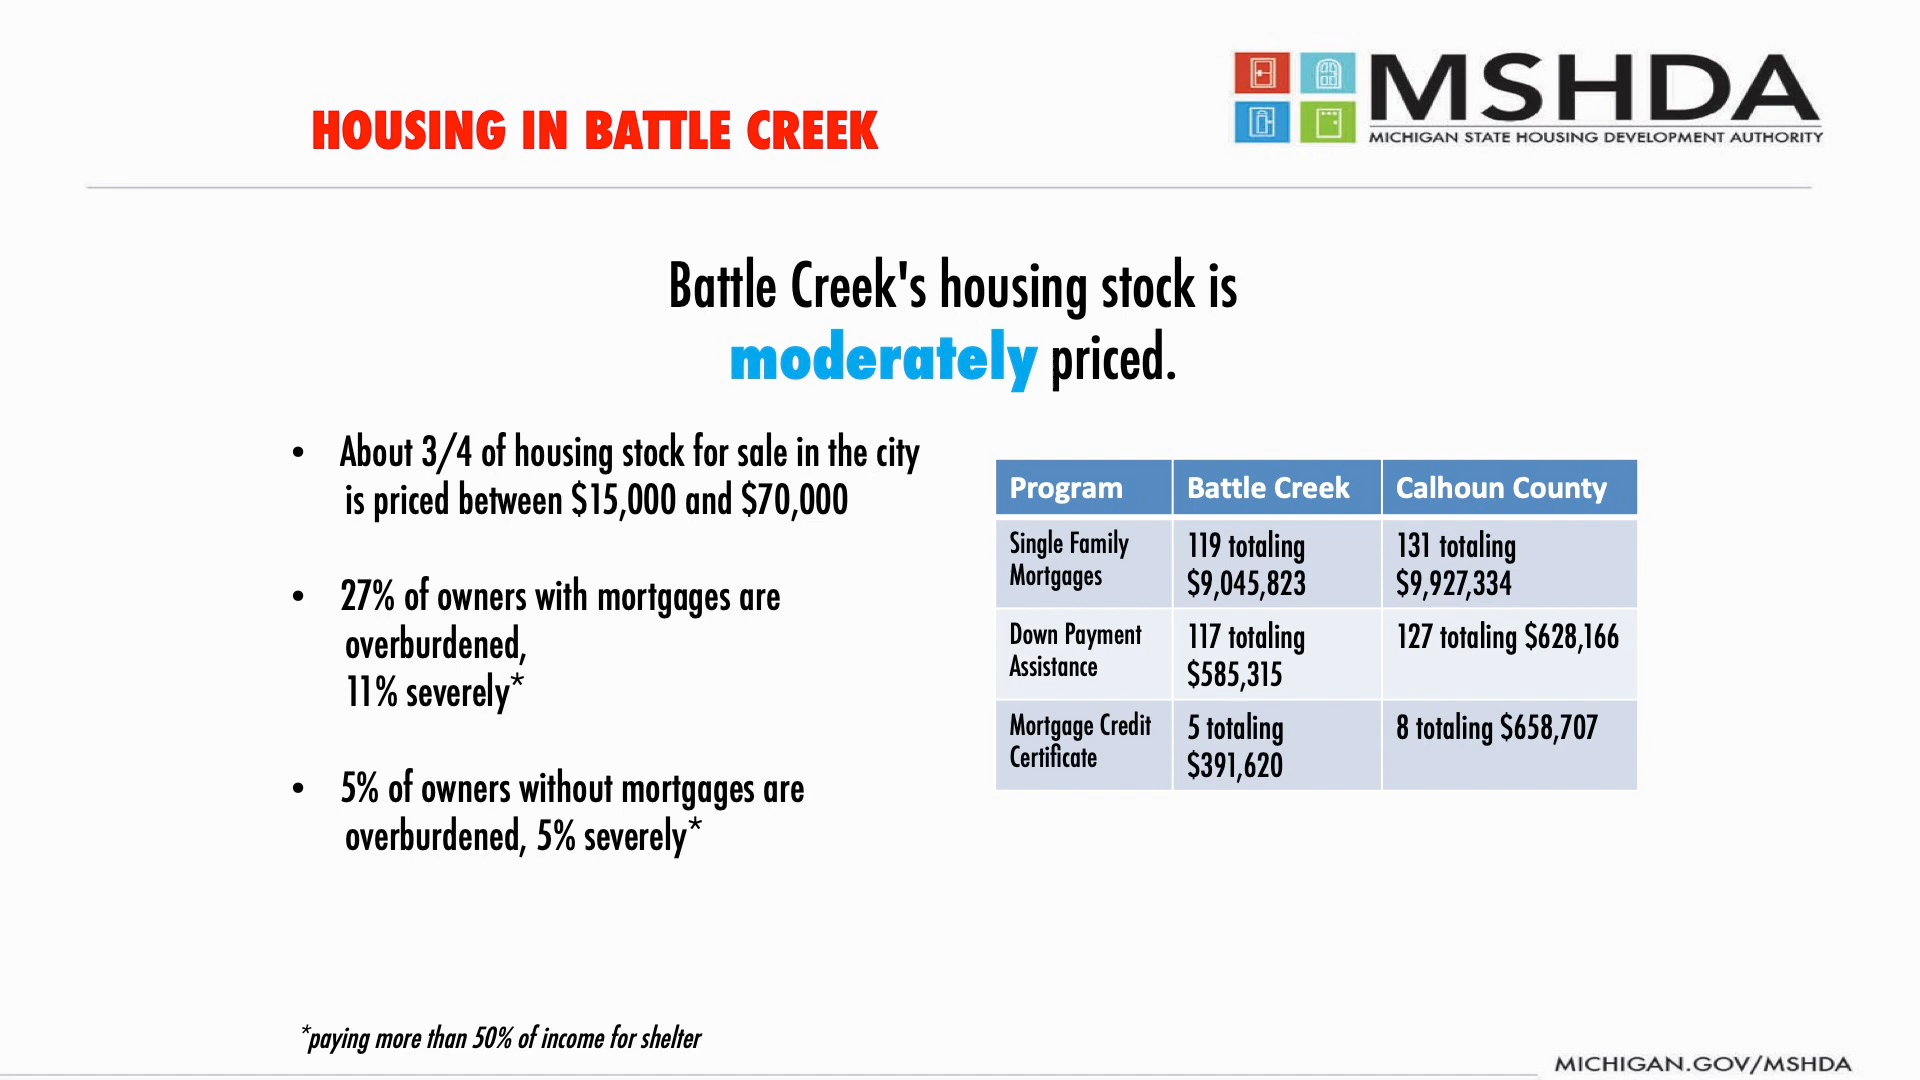 HOUSING IN BATTLE CREEK
MSHDA
MICHIGAN STATE HOUSING DEVELOPMENT AUTHORITY
Battle Creek's housing stock is
moderately priced.
• About 3/4 of housing stock for sale in the city
is priced between $15,000 and $70,000
• 27% of owners with mortgages are
overburdened,
11% severely*
• 5% of owners without mortgages are
overburdened, 5% severely*
Program Battle Creek Calhoun County
Single Family
Mortgages
119 totaling
$9,045,823
131 totaling
$9,927,334
Down Payment
Assistance
117 totaling
$585,315
127 totaling $628,166
Mortgage Credit
Certificate
5 totaling
$391,620
8 totaling $658,707
*paying more than 50% of income for shelter
MICHIGAN.GOV/MSHDA